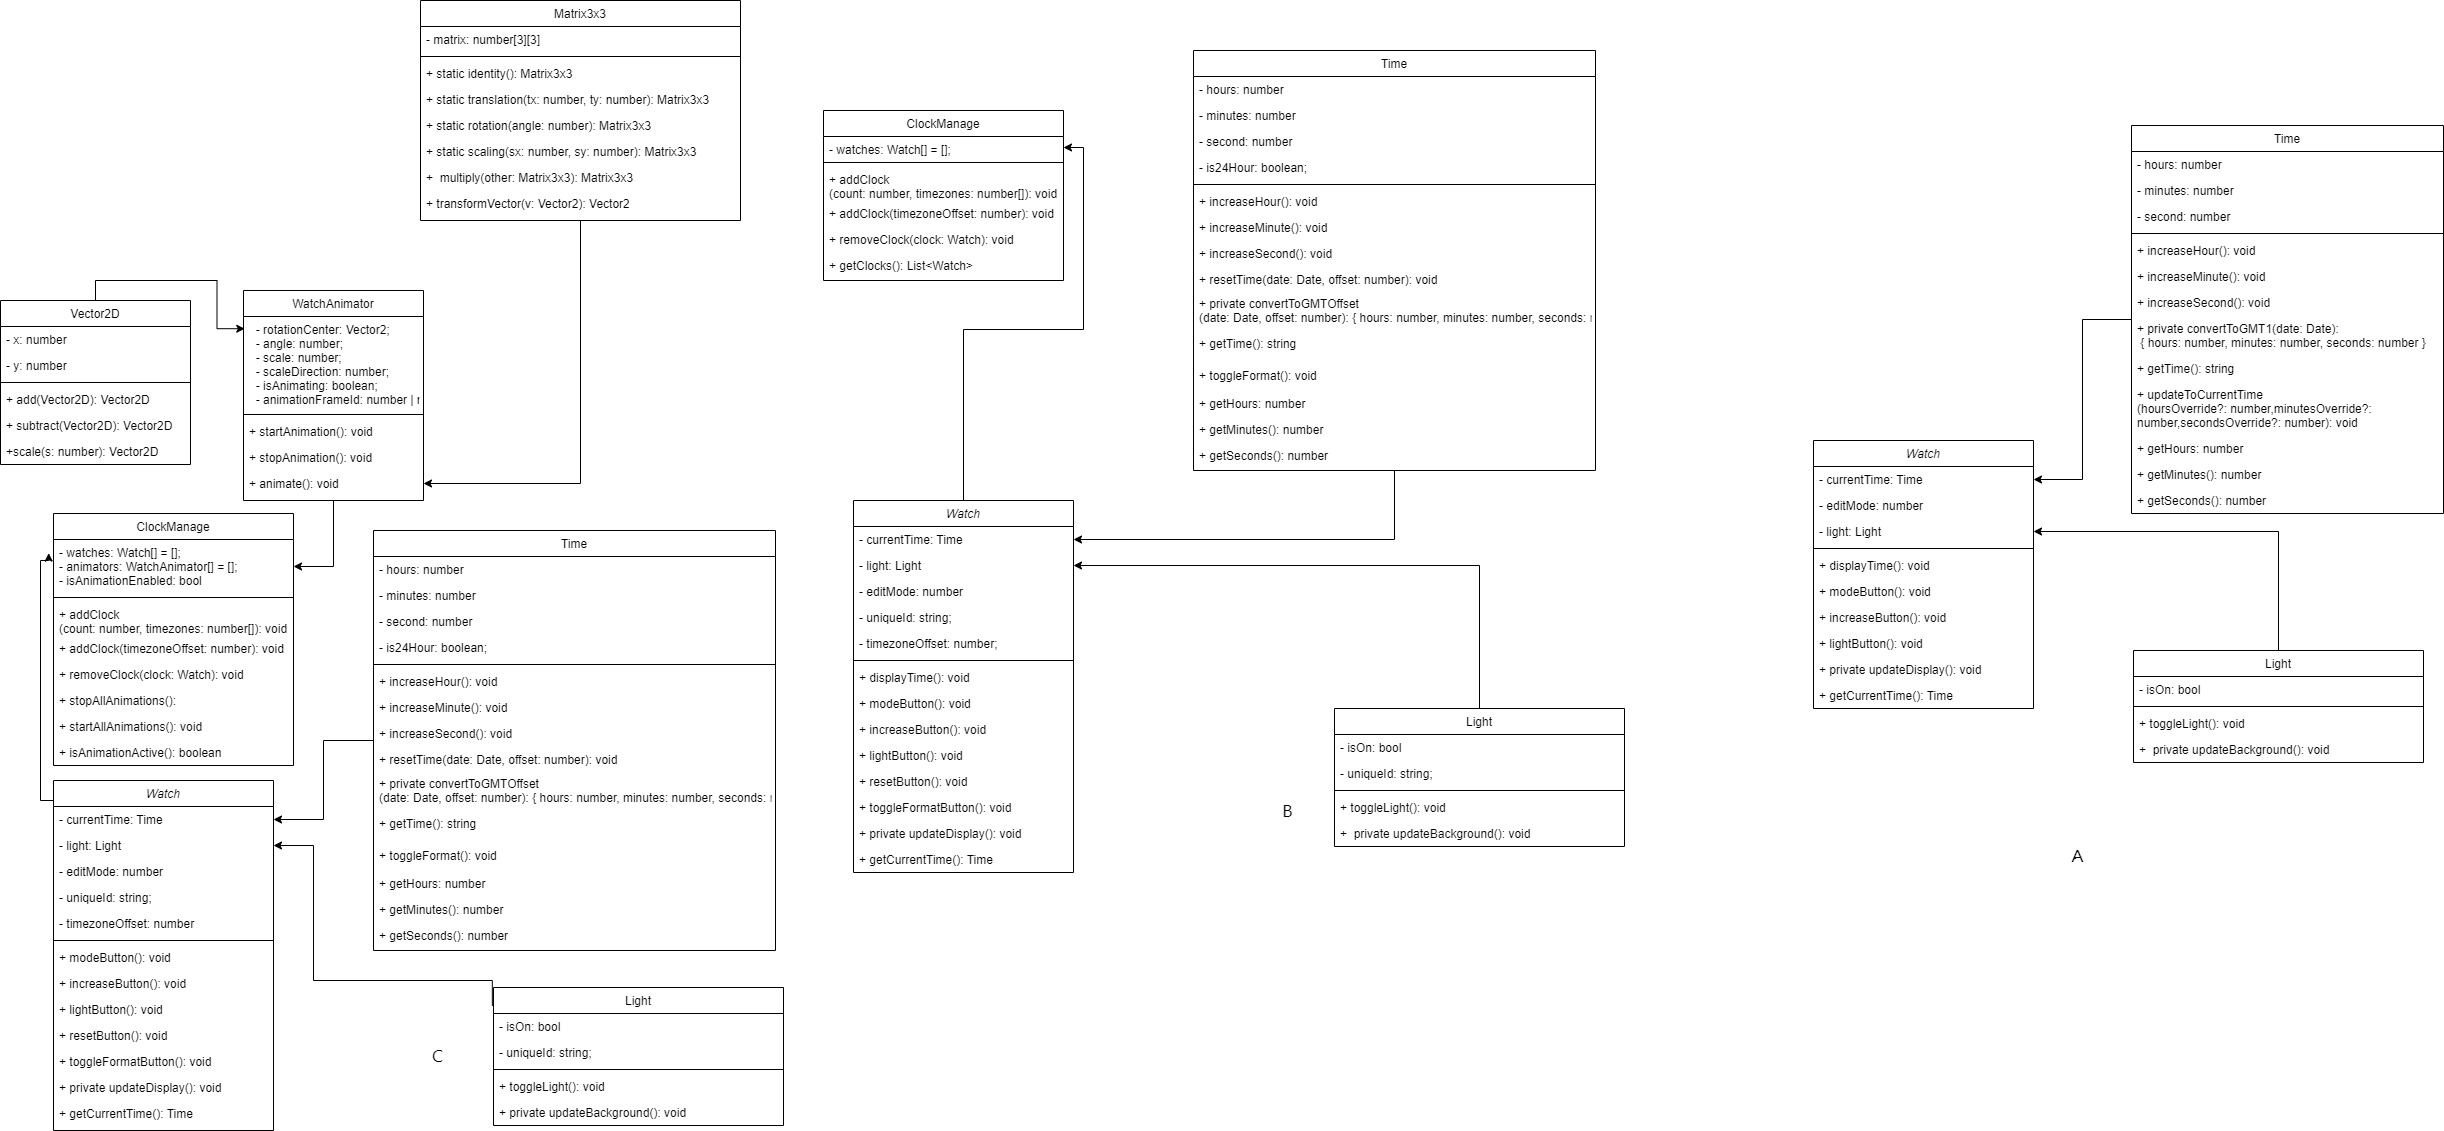 Matrix3x3
- matrix: number[3][3]
+ static identity(): Matrix3x3
+ static translation(tx: number, ty: number): Matrix3x3
+ static rotation(angle: number): Matrix3x3
+ static scaling(sx: number, sy: number): Matrix3x3
+ multiply(other: Matrix3x3): Matrix3x3
+ transformVector(v: Vector2): Vector2
Vector2D
- x: number
- y: number
+ add(Vector2D): Vector2D
+ subtract(Vector2D): Vector2D
+scale(s: number): Vector2D
WatchAnimator
- rotationCenter: Vector2;
- angle: number;
- scale: number;
- scaleDirection: number;
- isAnimating: boolean;
- animationFrameId: number |
+ startAnimation(): void
+ stopAnimation(): void
+ animate(): void
ClockManage
- watches: Watch[] = [];
- animators: WatchAnimator[] = [];
- isAnimationEnabled: bool
+ addClock
(count: number, timezones: number[]): void
+ addClock(timezoneOffset: number): void
+ removeClock(clock: Watch): void
+ stopAllAnimations():
+ startAllAnimations(): void
+ isAnimationActive(): boolean
Watch
- currentTime: Time
- light: Light
- editMode: number
- uniqueId: string;
- timezoneOffset: number
+ modeButton(): void
+ increaseButton(): void
+ lightButton(): void
+ resetButton(): void
+ toggleFormatButton(): void
+ private updateDisplay(): void
+ getCurrentTime(): Time
Time
- hours: number
- minutes: number
- second: number
- is24Hour: boolean;
+ increaseHour(): void
+ increaseMinute(): void
+ increaseSecond(): void
+ resetTime(date: Date, offset: number): void
+ private convertToGMTOffset
(date: Date, offset: number): { hours: number, minutes: number, seconds:
+ getTime(): string
+ toggleFormat(): void
+ getHours: number
+ getMinutes(): number
+ getSeconds(): number
Light
- isOn: bool
- uniqueId: string;
+ toggleLight(): void
+ private updateBackground(): void
C
ClockManage
- watches: Watch[] = [];
+ addClock
(count: number, timezones: number[]): void
+ addClock(timezoneOffset: number): void
+ removeClock(clock: Watch): void
+ getClocks(): List<Watch>
Time
- hours: number
- minutes: number
- second: number
- is24Hour: boolean;
+ increaseHour(): void
+ increaseMinute(): void
+ increaseSecond(): void
+ resetTime(date: Date, offset: number): void
+ private convertToGMTOffset
(date: Date, offset: number): { hours: number, minutes: number, seconds:
+ getTime(): string
+ toggleFormat(): void
+ getHours: number
+ getMinutes(): number
+ getSeconds(): number
Watch
- currentTime: Time
- light: Light
- editMode: number
- uniqueId: string;
- timezoneOffset: number;
+ displayTime(): void
+ modeButton(): void
+ increaseButton(): void
+ lightButton(): void
+ resetButton(): void
+ toggleFormatButton(): void
+ private updateDisplay(): void
+ getCurrentTime(): Time
Light
- isOn: bool
- uniqueId: string;
+ toggleLight(): void
+ private updateBackground(): void
B
Time
- hours: number
- minutes: number
- second: number
+ increaseHour(): void
+ increaseMinute(): void
+ increaseSecond(): void
+ private convertToGMT1(date: Date):
{ hours: number, minutes: number, seconds: number }
+ getTime(): string
+ updateToCurrentTime
(hoursOverride?: number,minutesOverride?:
number,secondsOverride?: number): void
+ getHours: number
+ getMinutes(): number
+ getSeconds(): number
Watch
- currentTime: Time
- editMode: number
- light: Light
+ displayTime(): void
+ modeButton(): void
+ increaseButton(): void
+ lightButton(): void
+ private updateDisplay(): void
+ getCurrentTime(): Time
Light
- isOn: bool
+ toggleLight(): void
+ private updateBackground(): void
A